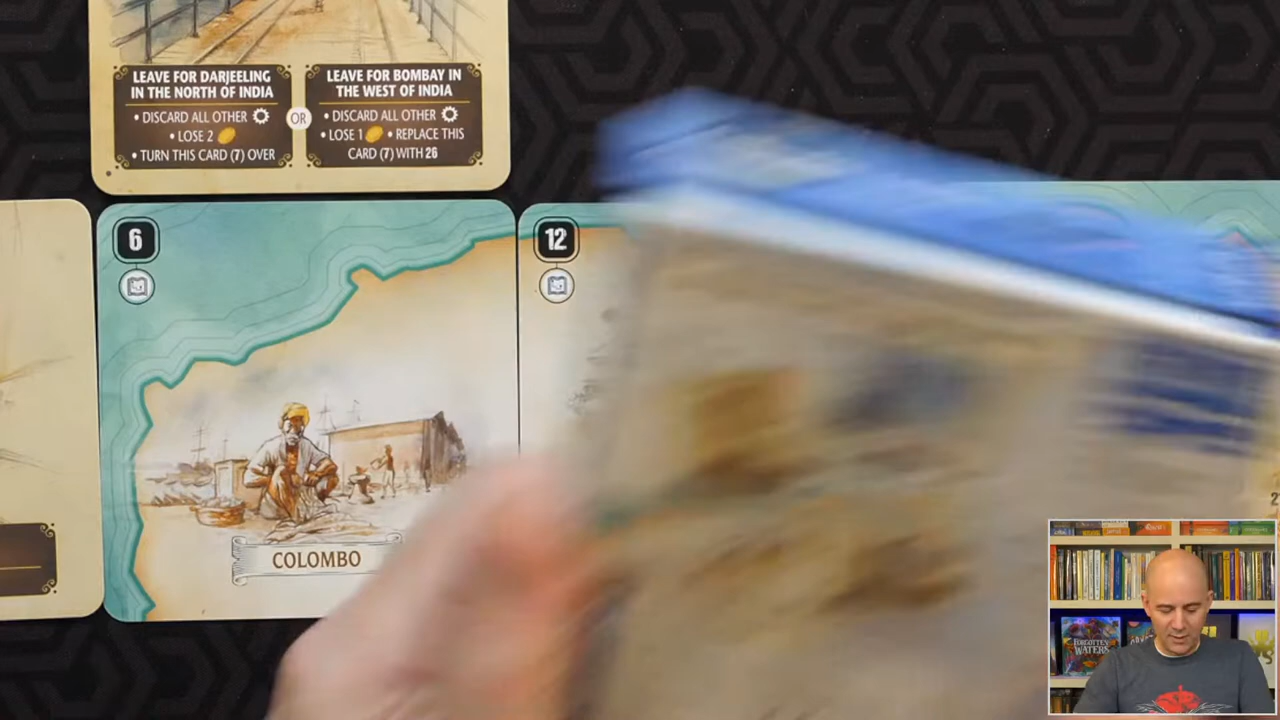 LEAVE FOR DARJEELING
IN THE NORTH OF INDIA
• DISCARD ALL OTHER
• LOSE 2
• TURN THIS CARD (7) OVER
OR
LEAVE FOR BOMBAY IN
THE WEST OF INDIA
• DISCARD ALL OTHER
• LOSE 1 • REPLACE THIS
CARD (7) WITH 26
6
12
COLOMBO
FORGOTTEN
WATERS